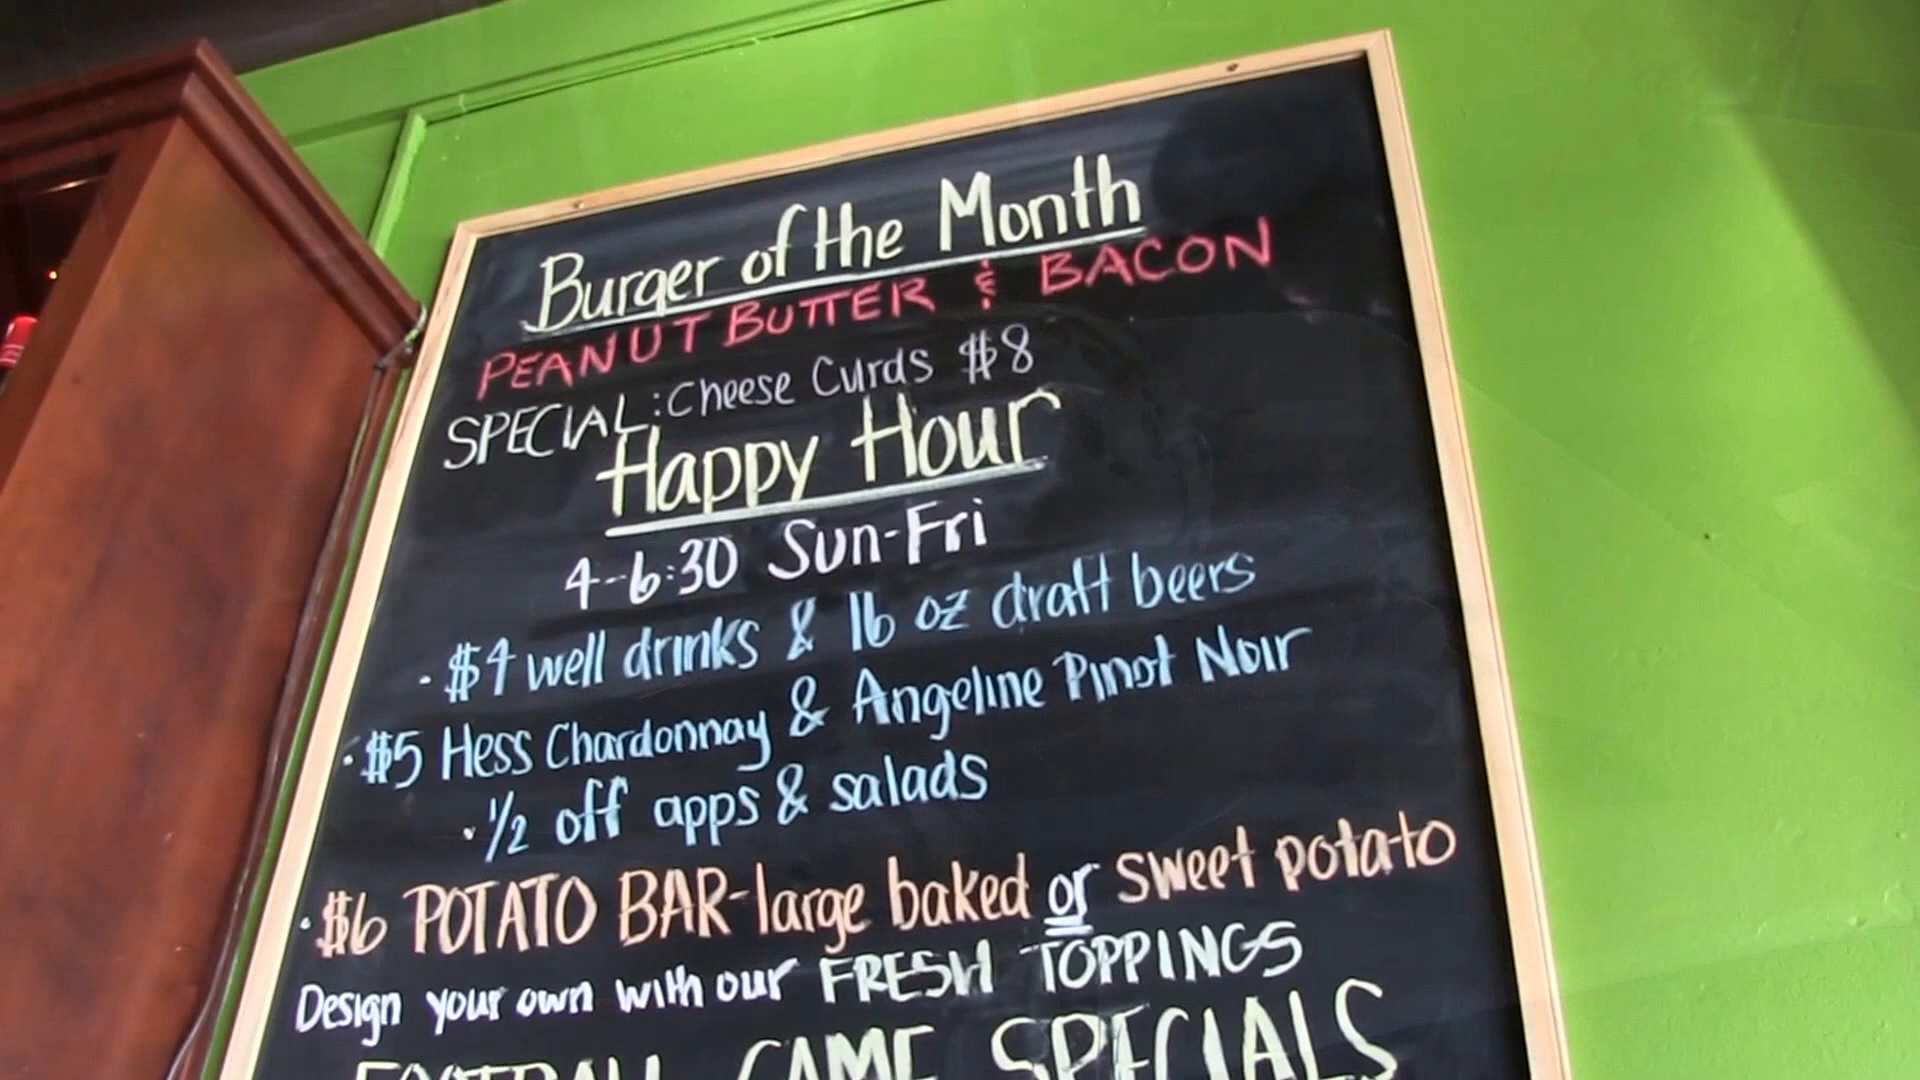 Burger of the Month
PEANUT BUTTER & BACON
SPECIAL: Cheese Curds $8
Happy Hour
4-6:30 Sun-Fri
· $4 well drinks & 16 oz draft beers
· $5 Hess Chardonnay & Angeline Pinot Noir
· 1/2 off apps & salads
· $6 POTATO BAR-large baked or sweet potato
Design your own with our FRESH TOPPINGS
FOOTBALL GAME SPECIALS